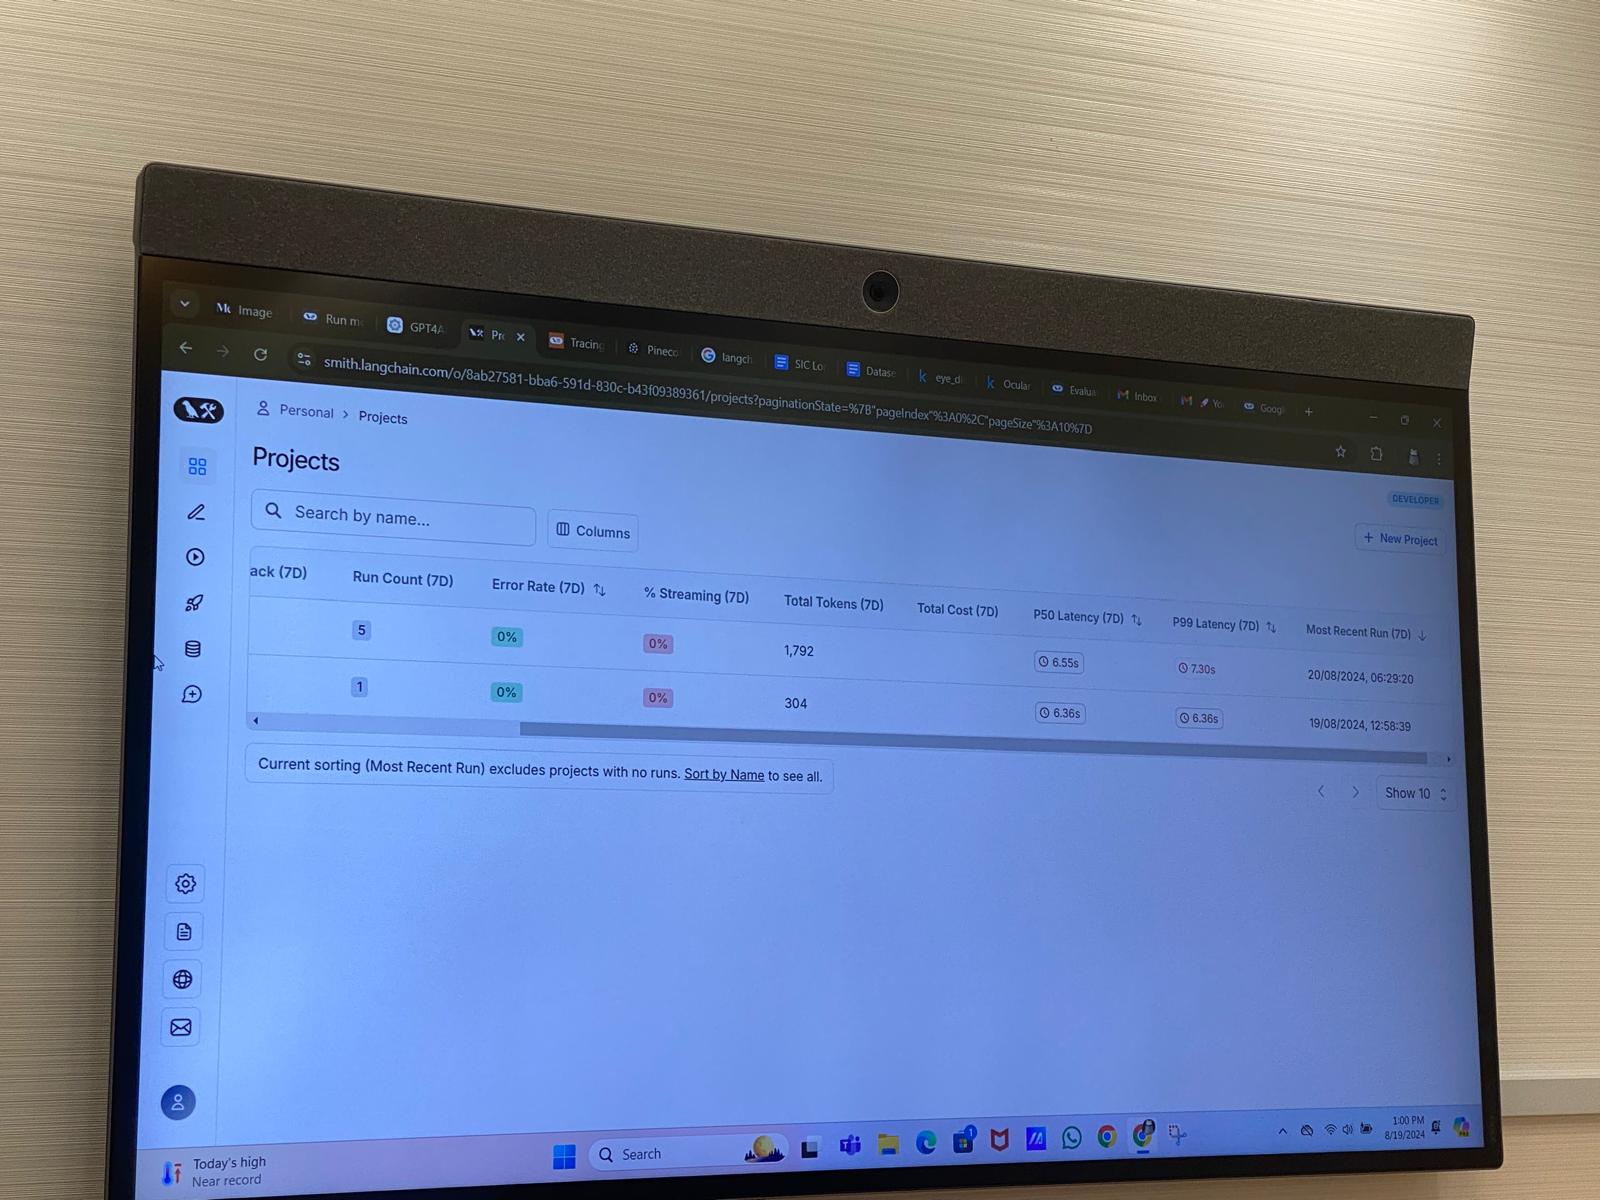 Image
Run m
GPT4A
Pr
Tracing
Pineco
langch
SIC Lo
Datase
eye_d
Ocular
Evalua
Inbox
Yo
Googl
smith.langchain.com/o/8ab27581-bba6-591d-830c-b43f09389361/projects?paginationState=%7B"pageIndex"%3A0%2C"pageSize"%3A10%7D
Personal > Projects
DEVELOPER
Projects
Search by name...
Columns
+ New Project
ack (7D) Run Count (7D) Error Rate (7D) % Streaming (7D) Total Tokens (7D) Total Cost (7D) P50 Latency (7D) P99 Latency (7D) Most Recent Run (7D)
5 0% 0% 1,792 6.55s 7.30s 20/08/2024, 06:29:20
1 0% 0% 304 6.36s 6.36s 19/08/2024, 12:58:39
Current sorting (Most Recent Run) excludes projects with no runs. Sort by Name to see all.
Show 10
Today's high
Near record
Search
1
1:00 PM
8/19/2024